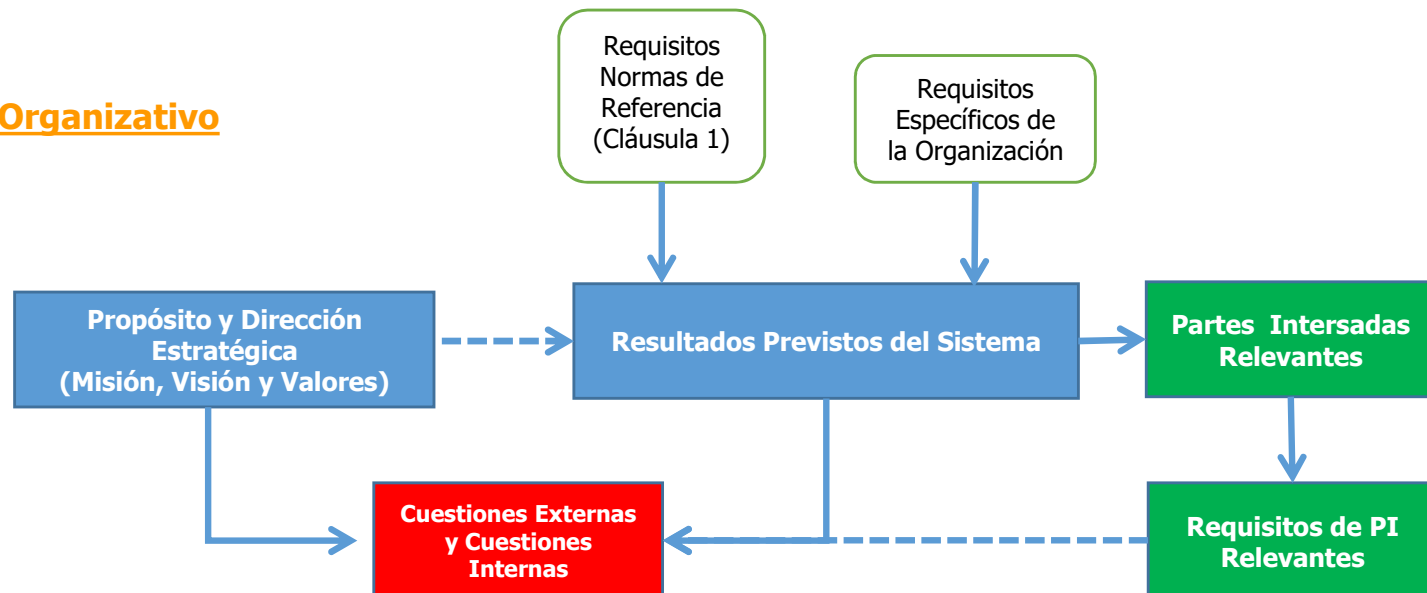 Organizativo
Requisitos
Normas de
Referencia
(Cláusula 1)
Requisitos
Específicos de
la Organización
Propósito y Dirección
Estratégica
(Misión, Visión y Valores)
Resultados Previstos del Sistema
Partes Intersadas
Relevantes
Cuestiones Externas
y Cuestiones
Internas
Requisitos de PI
Relevantes